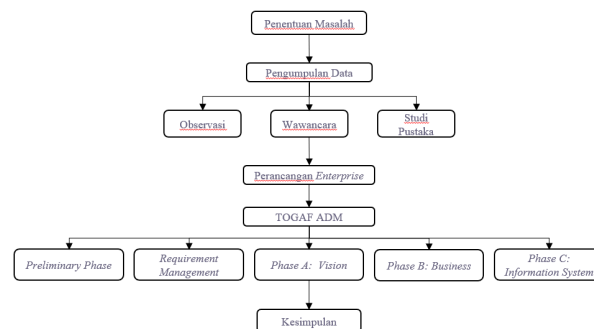 Penentuan Masalah
Pengumpulan Data
Observasi
Wawancara
Studi
Pustaka
Perancangan Enterprise
TOGAF ADM
Preliminary Phase
Requirement
Management
Phase A: Vision
Phase B: Business
Phase C:
Information System
Kesimpulan